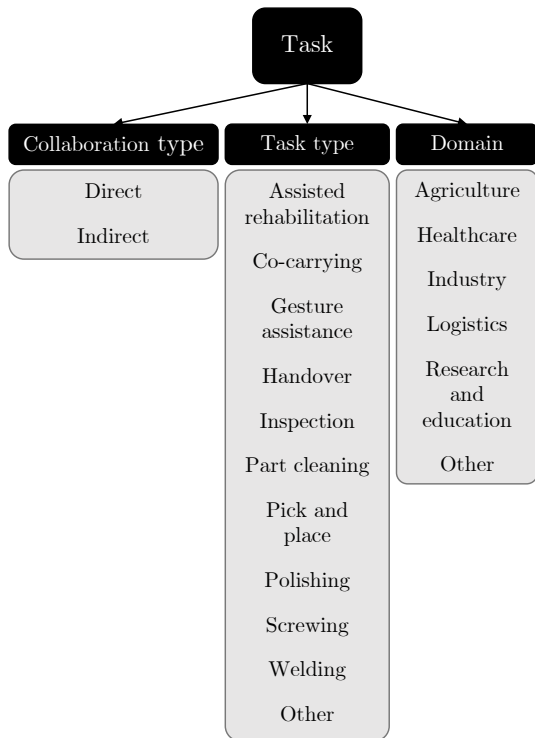 Task
Collaboration type
Direct
Indirect
Task type
Assisted
rehabilitation
Co-carrying
Gesture
assistance
Handover
Inspection
Part cleaning
Pick and
place
Polishing
Screwing
Welding
Other
Domain
Agriculture
Healthcare
Industry
Logistics
Research
and
education
Other